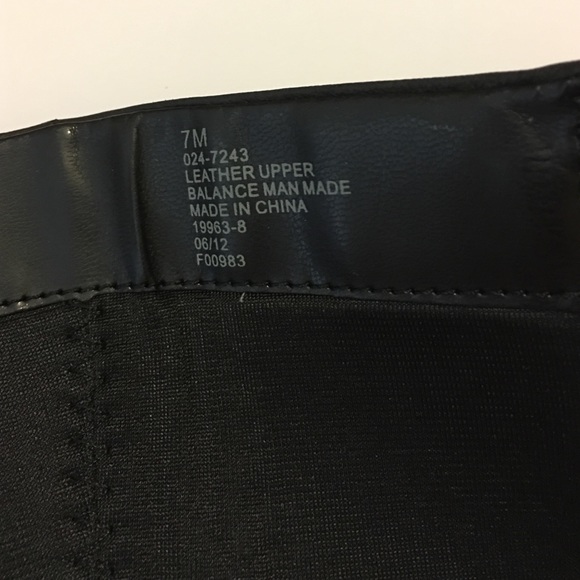 7M
024-7243
LEATHER UPPER
BALANCE MAN MADE
MADE IN CHINA
19963-8
06/12
F00983